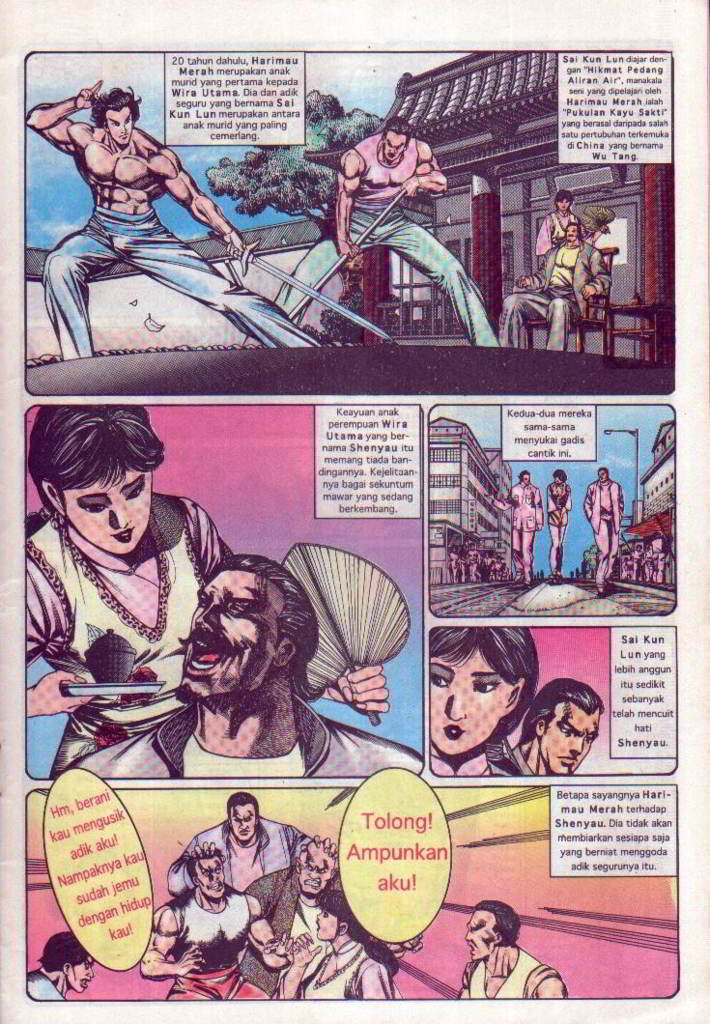 20 tahun dahulu, Harimau
Merah merupakan anak
murid yang pertama kepada
Wira Utama. Dia dan adik
seguru yang bernama Sai
Kun Lun merupakan antara
anak murid yang paling
cemerlang.
Sai Kun Lun diajar den-
gan "Hikmat Pedang
Aliran Air", manakala
seni yang dipelajari oleh
Harimau Merah ialah
"Pukulan Kayu Sakti"
yang berasal daripada salah
satu pertubuhan terkemuka
di China yang bernama
Wu Tang.
Keayuan anak
perempuan Wira
Utama yang ber-
nama Shenyau itu
memang tiada ban-
dingannya. Kejelitaan-
nya bagai sekuntum
mawar yang sedang
berkembang.
Kedua-dua mereka
sama-sama
menyukai gadis
cantik ini.
Sai Kun
Lun yang
lebih anggun
itu sedikit
sebanyak
telah mencuit
hati
Shenyau.
Hm, berani
kau mengusik
adik aku!
Nampaknya kau
sudah jemu
dengan hidup
kau!
Tolong!
Ampunkan
aku!
Betapa sayangnya Hari-
mau Merah terhadap
Shenyau. Dia tidak akan
membiarkan sesiapa saja
yang berniat menggoda
adik segurunya itu.